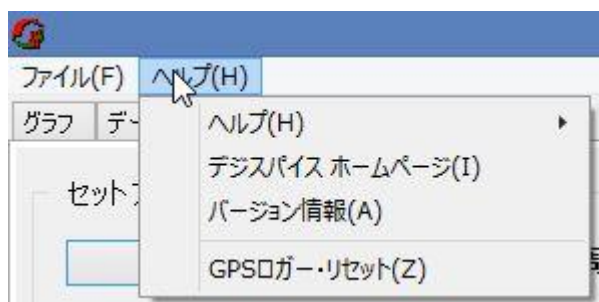 ファイル(F) ヘルプ(H)
グラフ
ヘルプ(H)
デジスパイス ホームページ(I)
バージョン情報(A)
GPSロガー・リセット(Z)